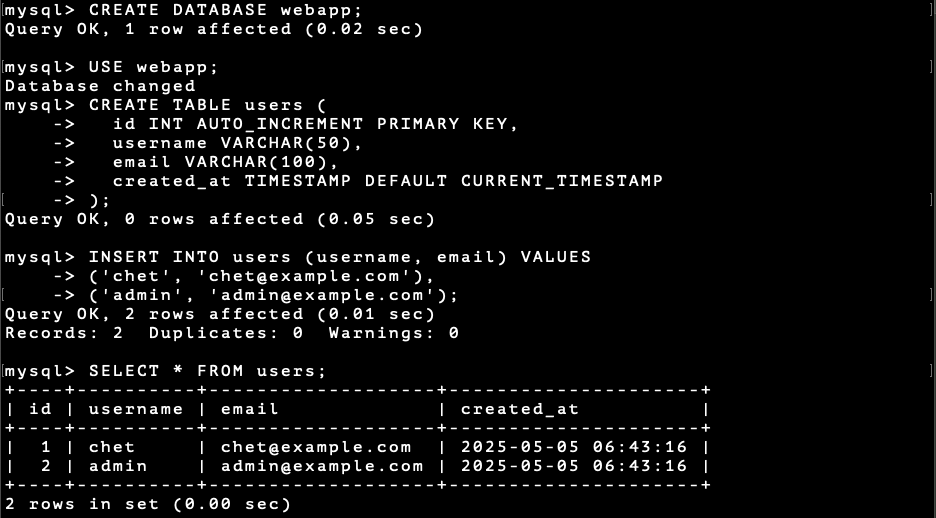 mysql> CREATE DATABASE webapp;
Query OK, 1 row affected (0.02 sec)

mysql> USE webapp;
Database changed
mysql> CREATE TABLE users (
    ->   id INT AUTO_INCREMENT PRIMARY KEY,
    ->   username VARCHAR(50),
    ->   email VARCHAR(100),
    ->   created_at TIMESTAMP DEFAULT CURRENT_TIMESTAMP
    -> );
Query OK, 0 rows affected (0.05 sec)

mysql> INSERT INTO users (username, email) VALUES
    -> ('chet', 'chet@example.com'),
    -> ('admin', 'admin@example.com');
Query OK, 2 rows affected (0.01 sec)
Records: 2  Duplicates: 0  Warnings: 0

mysql> SELECT * FROM users;
+----+----------+-------------------+---------------------+
| id | username | email             | created_at          |
+----+----------+-------------------+---------------------+
|  1 | chet     | chet@example.com  | 2025-05-05 06:43:16 |
|  2 | admin    | admin@example.com | 2025-05-05 06:43:16 |
+----+----------+-------------------+---------------------+
2 rows in set (0.00 sec)